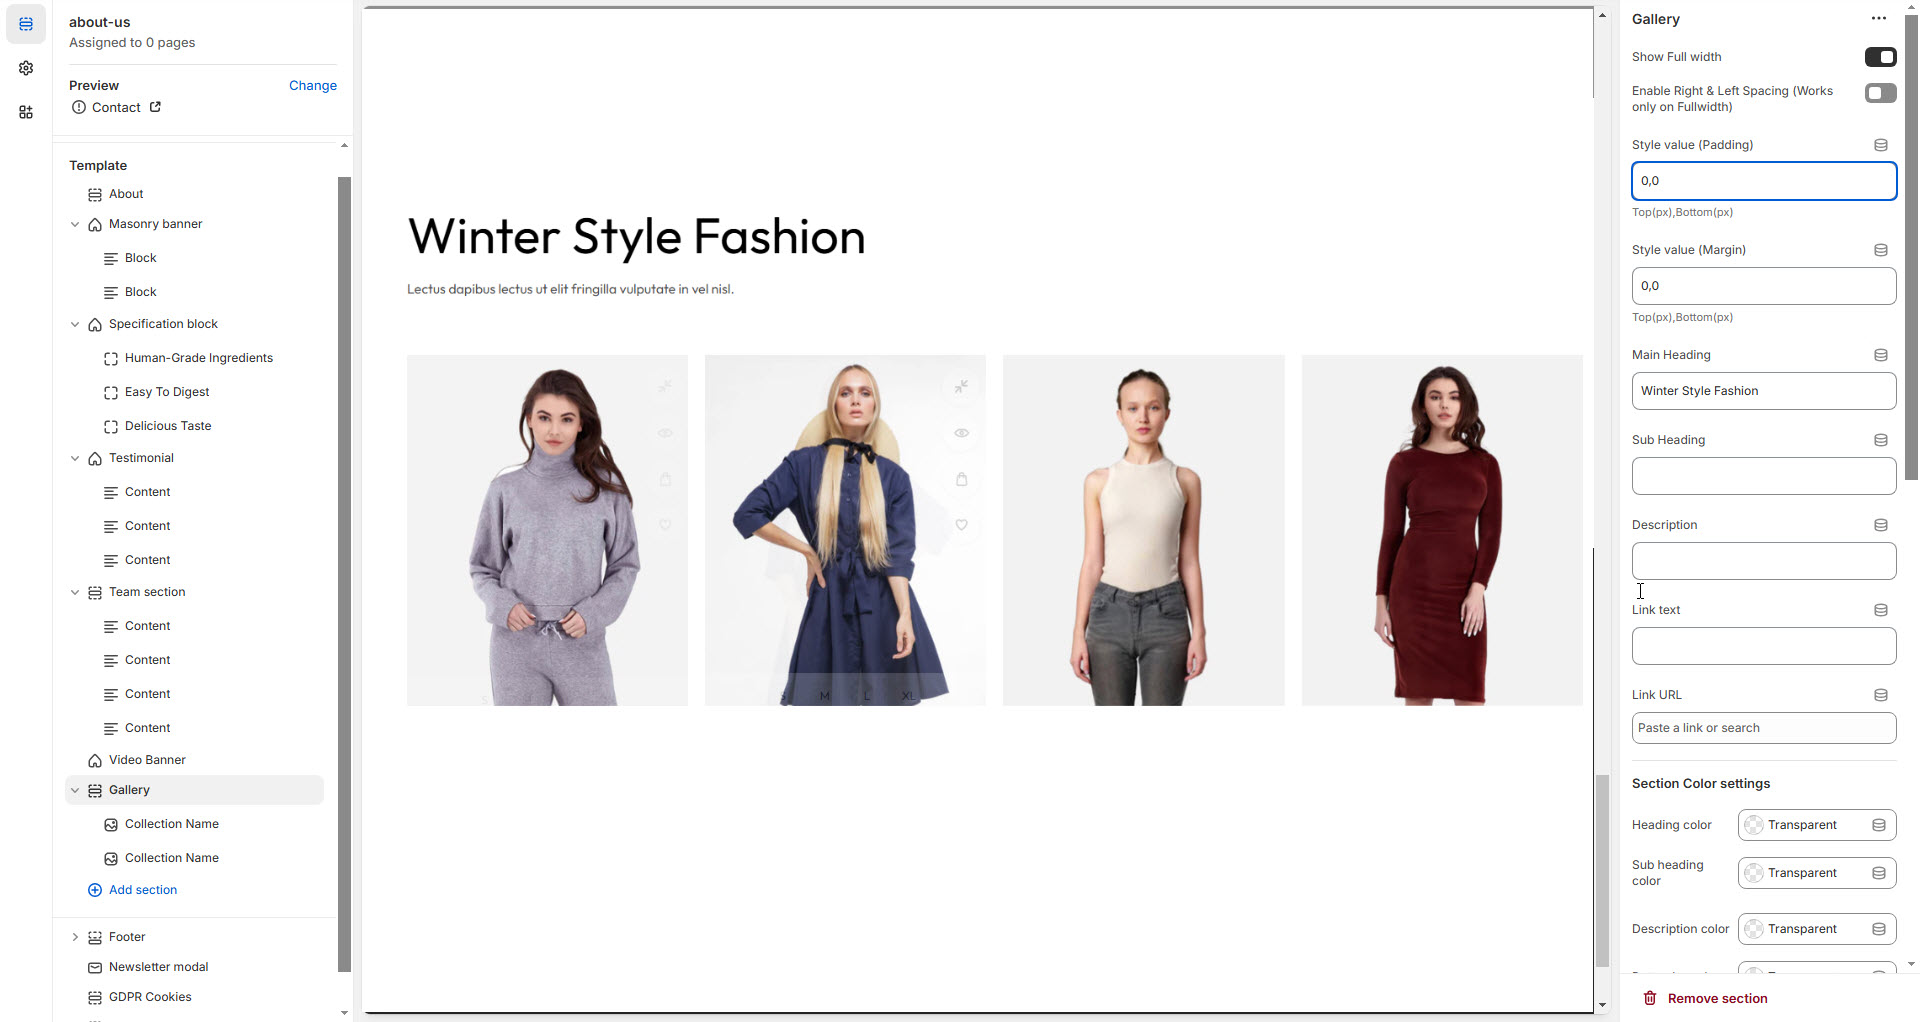 about-us
Assigned to 0 pages
Preview
Change
Contact
Template
About
Masonry banner
Block
Block
Specification block
Human-Grade Ingredients
Easy To Digest
Delicious Taste
Testimonial
Content
Content
Content
Team section
Content
Content
Content
Content
Video Banner
Gallery
Collection Name
Collection Name
Add section
Footer
Newsletter modal
GDPR Cookies
Winter Style Fashion
Lectus dapibus lectus ut elit fringilla vulputate in vel nisl.
S
S M L XL
Gallery
Show Full width
Enable Right & Left Spacing (Works
only on Fullwidth)
Style value (Padding)
0,0
Top(px),Bottom(px)
Style value (Margin)
0,0
Top(px),Bottom(px)
Main Heading
Winter Style Fashion
Sub Heading
Description
Link text
Link URL
Paste a link or search
Section Color settings
Heading color
Transparent
Sub heading
color
Transparent
Description color
Transparent
Remove section